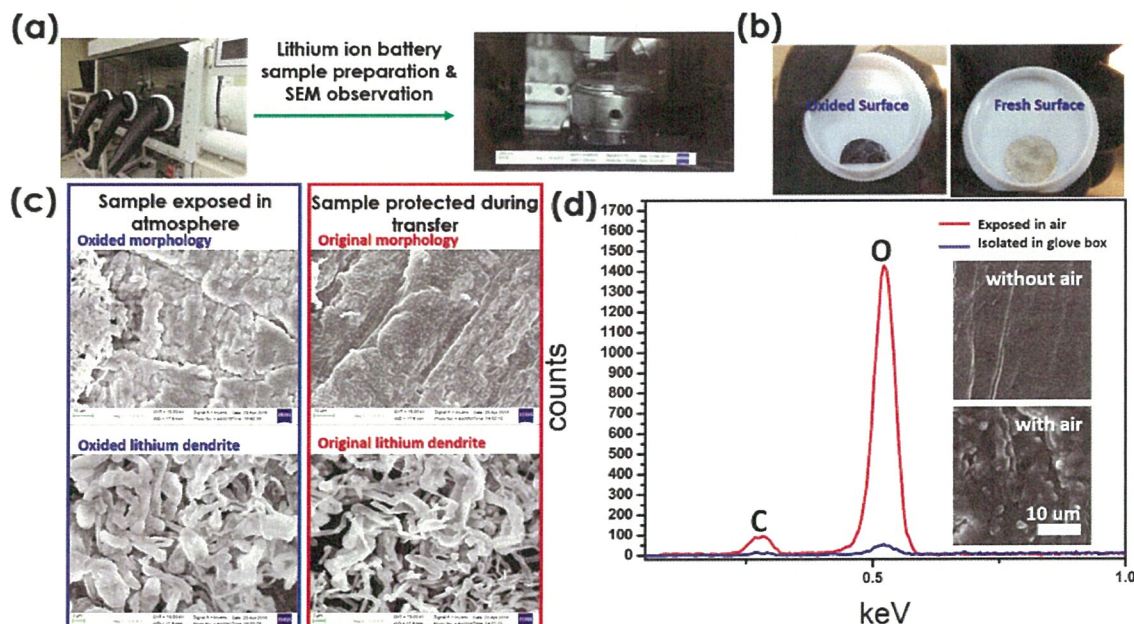 (a)
Lithium ion battery
sample preparation &
SEM observation
(b)
Oxided Surface
Fresh Surface
(c)
Sample exposed in
atmosphere
Oxided morphology
Sample protected during
transfer
Original morphology
Oxided lithium dendrite
Original lithium dendrite
(d)
1700
1600
1500
1400
1300
1200
1100
1000
900
800
700
600
500
400
300
200
100
0
counts
C
O
Exposed in air
Isolated in glove box
without air
with air
10 um
0.5
1.0
keV